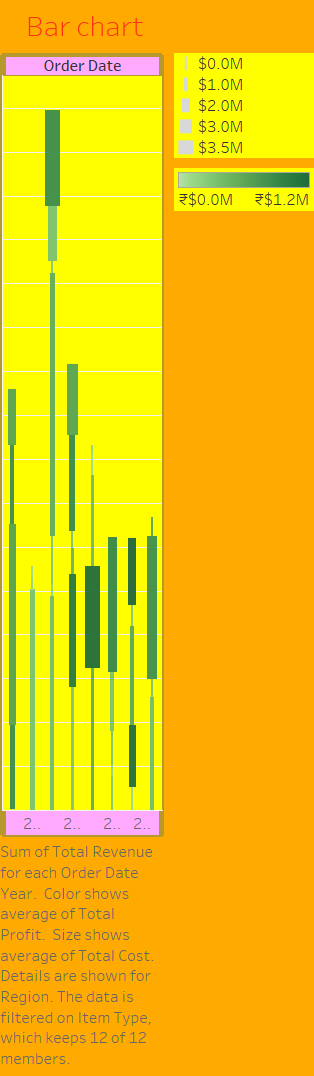 Bar chart
Order Date
$0.0M
$1.0M
$2.0M
$3.0M
$3.5M
₹$0.0M ₹$1.2M
2.. 2.. 2.. 2..
Sum of Total Revenue
for each Order Date
Year. Color shows
average of Total
Profit. Size shows
average of Total Cost.
Details are shown for
Region. The data is
filtered on Item Type,
which keeps 12 of 12
members.